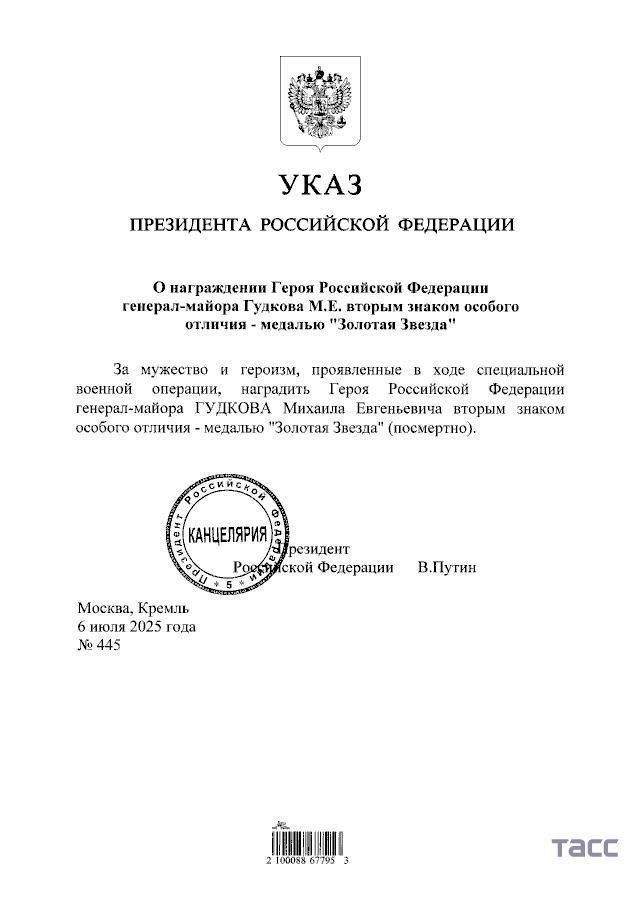 УКАЗ
ПРЕЗИДЕНТА РОССИЙСКОЙ ФЕДЕРАЦИИ
О награждении Героя Российской Федерации
генерал-майора Гудкова М.Е. вторым знаком особого
отличия - медалью "Золотая Звезда"
За мужество и героизм, проявленные в ходе специальной
военной операции, наградить Героя Российской Федерации
генерал-майора ГУДКОВА Михаила Евгеньевича вторым знаком
особого отличия - медалью "Золотая Звезда" (посмертно).
Президент Российской Федерации * 5 *
КАНЦЕЛЯРИЯ
Президент
Российской Федерации В.Путин
Москва, Кремль
6 июля 2025 года
№ 445
2 100088 67795 3
ТАСС